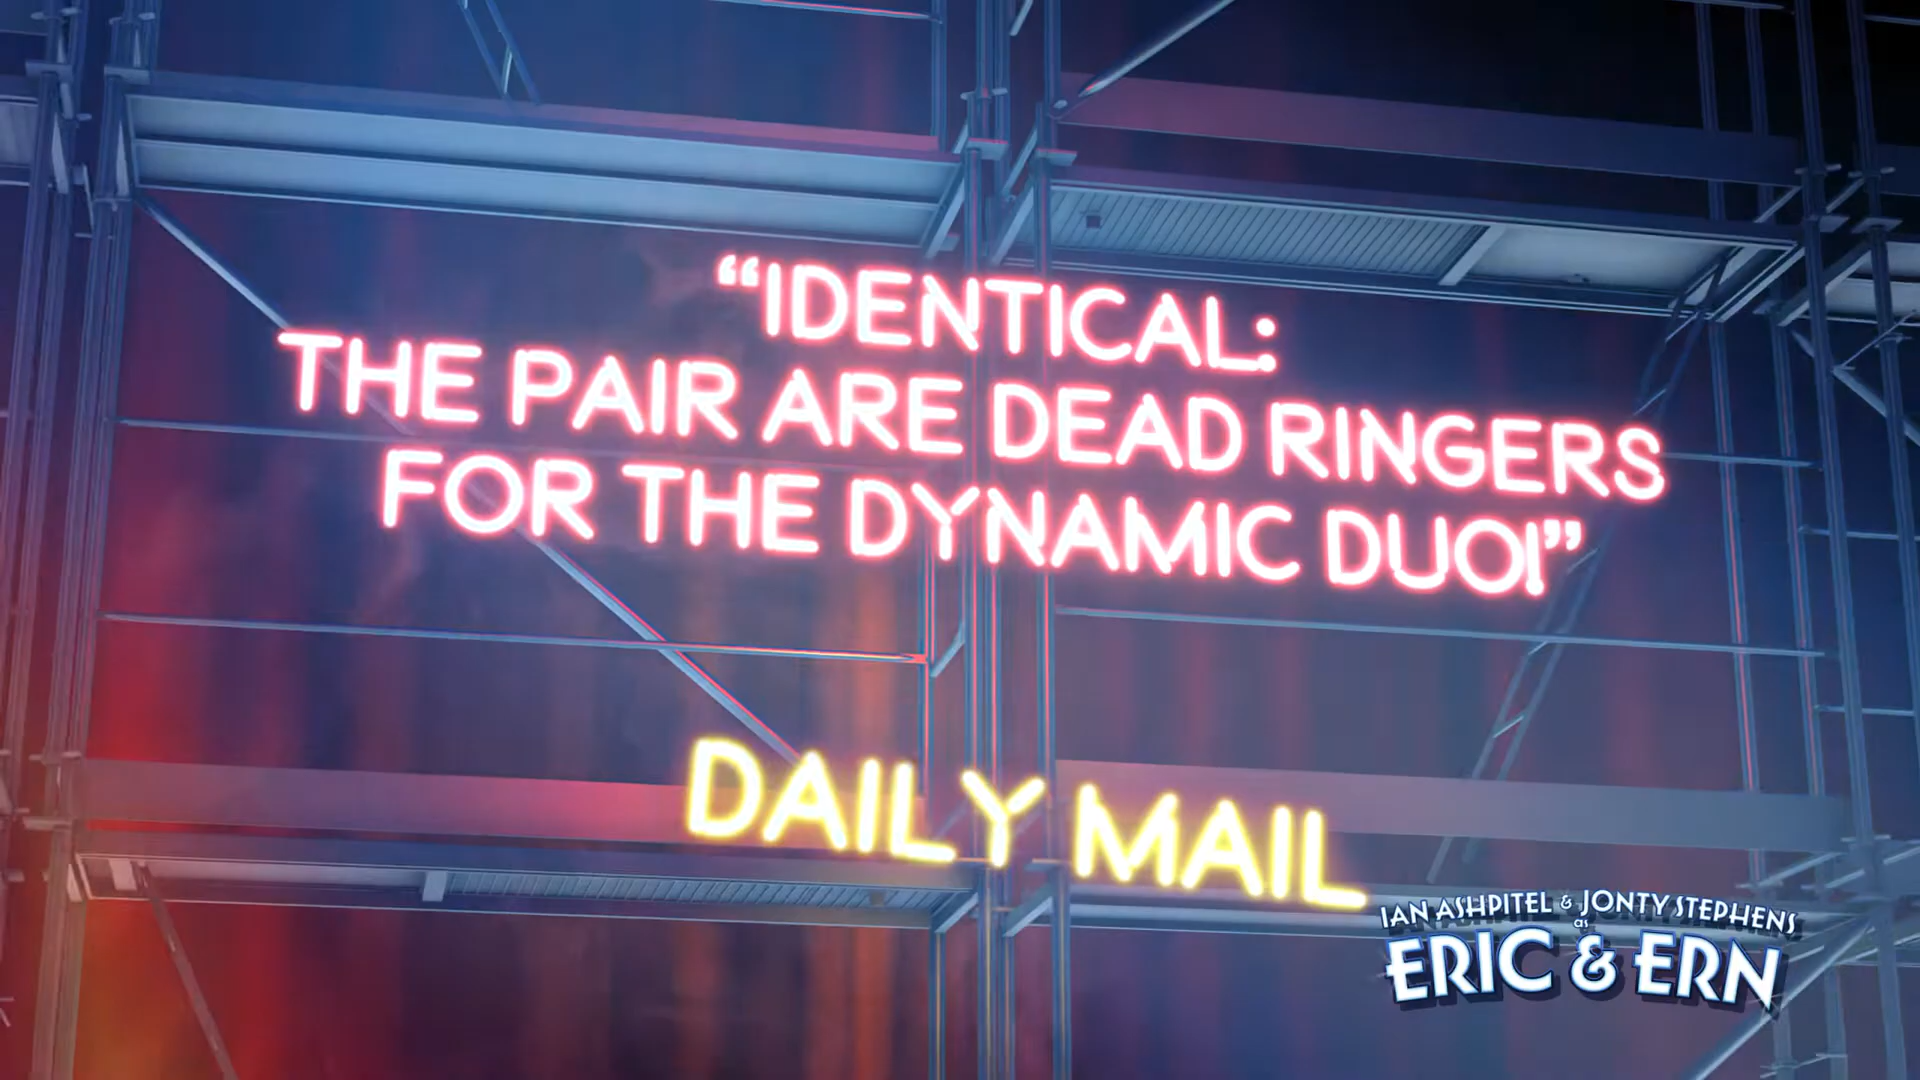 “IDENTICAL:
THE PAIR ARE DEAD RINGERS
FOR THE DYNAMIC DUO!”
DAILY MAIL
IAN ASHPITEL & JONTY STEPHENS
as
ERIC & ERN